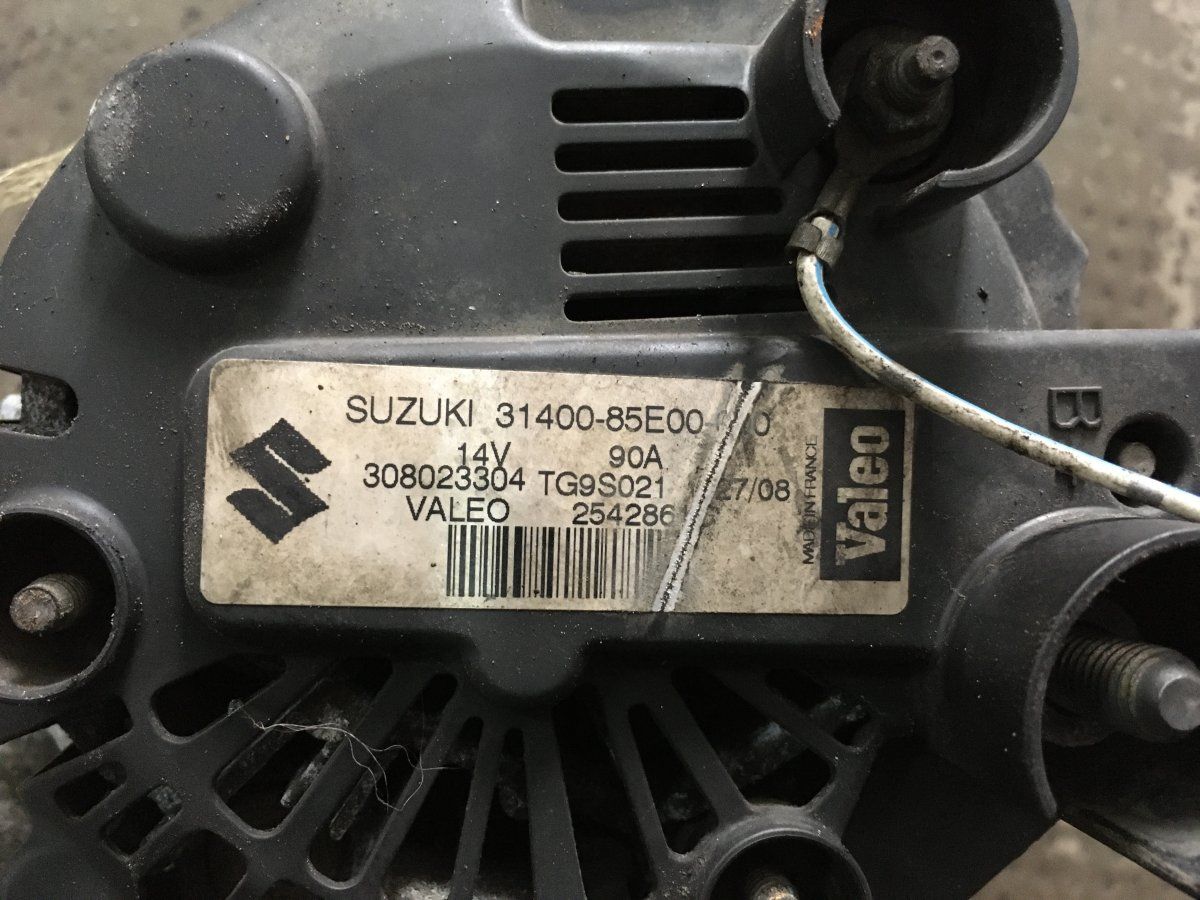 SUZUKI 31400-85E00
14V 90A
308023304 TG9S021 27/08
VALEO 254286
MADE IN FRANCE
Valeo
B+